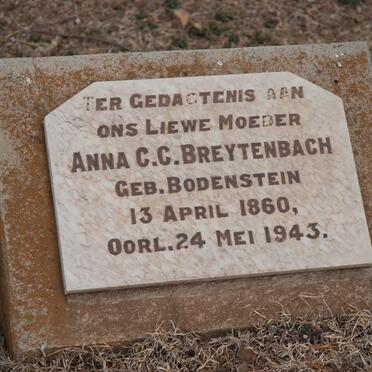 TER GEDAGTENIS AAN
ONS LIEWE MOEDER
ANNA C.C. BREYTENBACH
GEB. BODENSTEIN
13 APRIL 1860,
OORL. 24 MEI 1943.